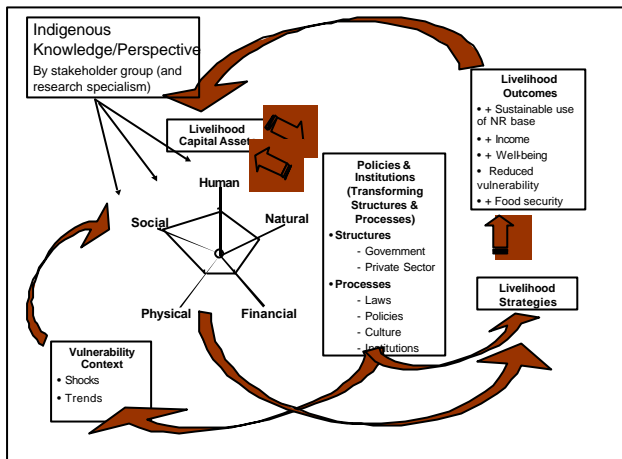 Indigenous
Knowledge/Perspective
By stakeholder group (and
research specialism)
Livelihood
Capital Asset
Human
Social
Natural
Physical
Financial
Vulnerability
Context
• Shocks
• Trends
Policies &
Institutions
(Transforming
Structures &
Processes)
• Structures
- Government
- Private Sector
• Processes
- Laws
- Policies
- Culture
- Institutions
Livelihood
Outcomes
• + Sustainable use
of NR base
• + Income
• + Well-being
• Reduced
vulnerability
• + Food security
Livelihood
Strategies